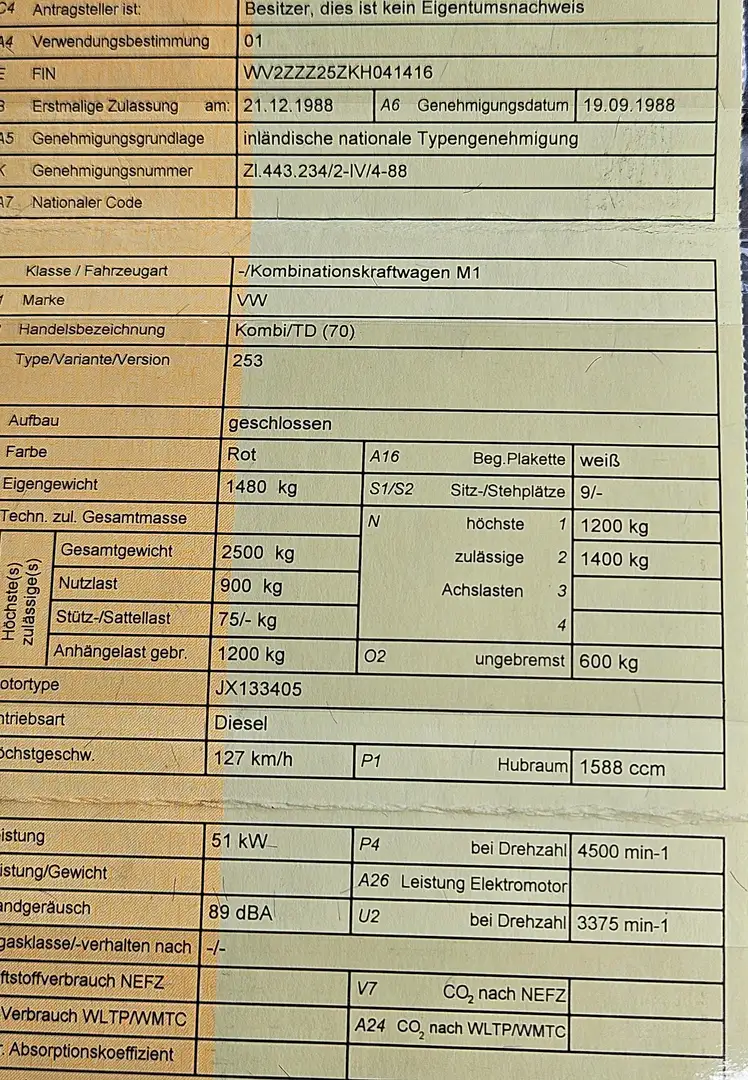 C4 Antragsteller ist: Besitzer, dies ist kein Eigentumsnachweis
A4 Verwendungsbestimmung 01
E FIN WV2ZZZ25ZKH041416
B Erstmalige Zulassung am: 21.12.1988 A6 Genehmigungsdatum 19.09.1988
A5 Genehmigungsgrundlage inländische nationale Typengenehmigung
K Genehmigungsnummer ZI.443.234/2-IV/4-88
A7 Nationaler Code
Klasse / Fahrzeugart -/Kombinationskraftwagen M1
Marke VW
Handelsbezeichnung Kombi/TD (70)
Type/Variante/Version 253
Aufbau geschlossen
Farbe Rot A16 Beg.Plakette weiß
Eigengewicht 1480 kg S1/S2 Sitz-/Stehplätze 9/-
Techn. zul. Gesamtmasse N höchste 1 1200 kg
Höchste(s) zulässige(s) Gesamtgewicht 2500 kg zulässige 2 1400 kg
Nutzlast 900 kg Achslasten 3
Stütz-/Sattellast 75/- kg 4
Anhängelast gebr. 1200 kg O2 ungebremst 600 kg
otortype JX133405
ntriebsart Diesel
öchstgeschw. 127 km/h P1 Hubraum 1588 ccm
istung 51 kW P4 bei Drehzahl 4500 min-1
istung/Gewicht A26 Leistung Elektromotor
andgeräusch 89 dBA U2 bei Drehzahl 3375 min-1
gasklasse/-verhalten nach -/-
ftstoffverbrauch NEFZ V7 CO₂ nach NEFZ
Verbrauch WLTP/WMTC A24 CO₂ nach WLTP/WMTC
r. Absorptionskoeffizient